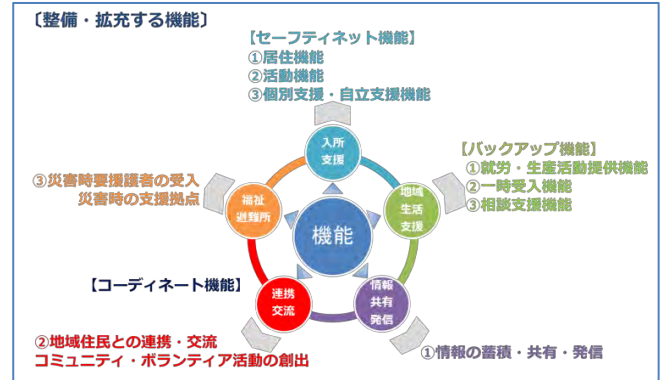 〔整備・拡充する機能〕
【セーフティネット機能】
①居住機能
②活動機能
③個別支援・自立支援機能
入所
支援
【バックアップ機能】
①就労・生産活動提供機能
②一時受入機能
③相談支援機能
③災害時要援護者の受入
災害時の支援拠点
福祉
避難所
地域
生活
支援
機能
【コーディネート機能】
連携
交流
情報
共有
発信
②地域住民との連携・交流
コミュニティ・ボランティア活動の創出
①情報の蓄積・共有・発信